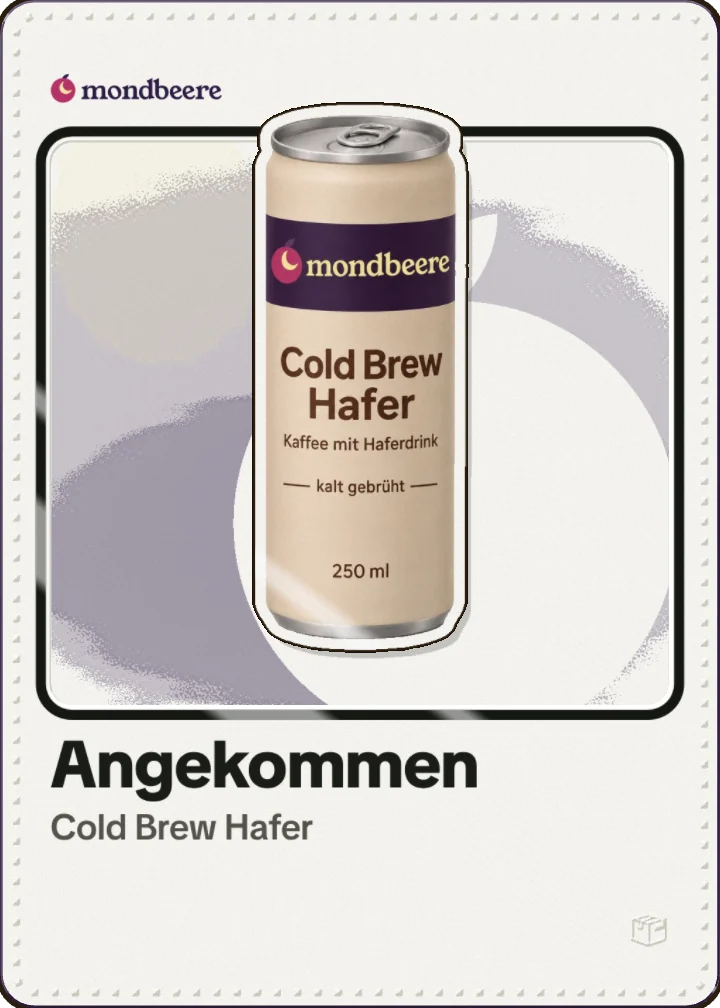 mondbeere
mondbeere
Cold Brew
Hafer
Kaffee mit Haferdrink
kalt gebrüht
250 ml
Angekommen
Cold Brew Hafer